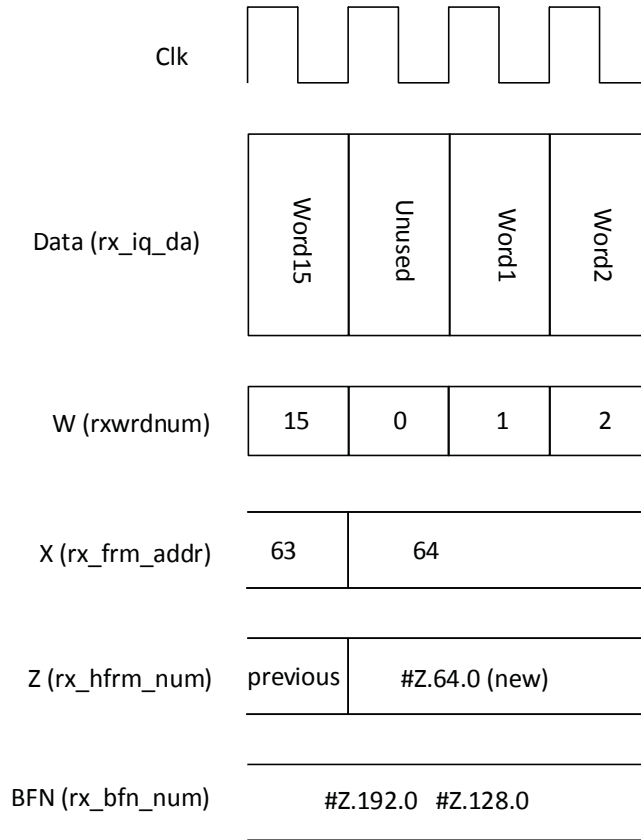 Clk
Data (rx_iq_da)
Word15
Unused
Word1
Word2
W (rxwrdnum)
15
0
1
2
X (rx_frm_addr)
63
64
Z (rx_hfrm_num)
previous
#Z.64.0 (new)
BFN (rx_bfn_num)
#Z.192.0 #Z.128.0